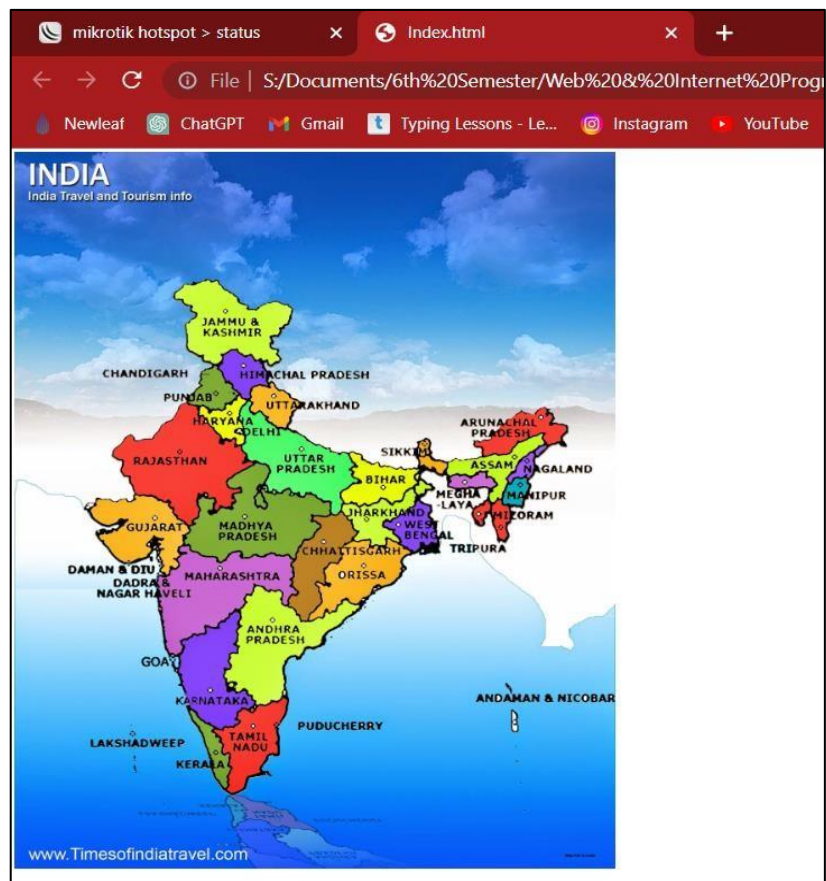 mikrotik hotspot > status
Index.html
File | S:/Documents/6th%20Semester/Web%20&%20Internet%20Progr
Newleaf ChatGPT Gmail Typing Lessons - Le... Instagram YouTube
INDIA
India Travel and Tourism info
JAMMU &
KASHMIR
CHANDIGARH
HIMACHAL PRADESH
PUNJAB
UTTARAKHAND
HARYANA
DELHI
ARUNACHAL
PRADESH
RAJASTHAN
UTTAR
PRADESH
SIKKIM
ASSAM
NAGALAND
BIHAR
MEGHA
-LAYA
MANIPUR
GUJARAT
MADHYA
PRADESH
JHARKHAND
WEST
BENGAL
MIZORAM
TRIPURA
CHHATTISGARH
DAMAN & DIU
DADRA &
NAGAR HAVELI
MAHARASHTRA
ORISSA
ANDHRA
PRADESH
GOA
KARNATAKA
ANDAMAN & NICOBAR
PUDUCHERRY
LAKSHADWEEP
TAMIL
NADU
KERALA
www.Timesofindiatravel.com